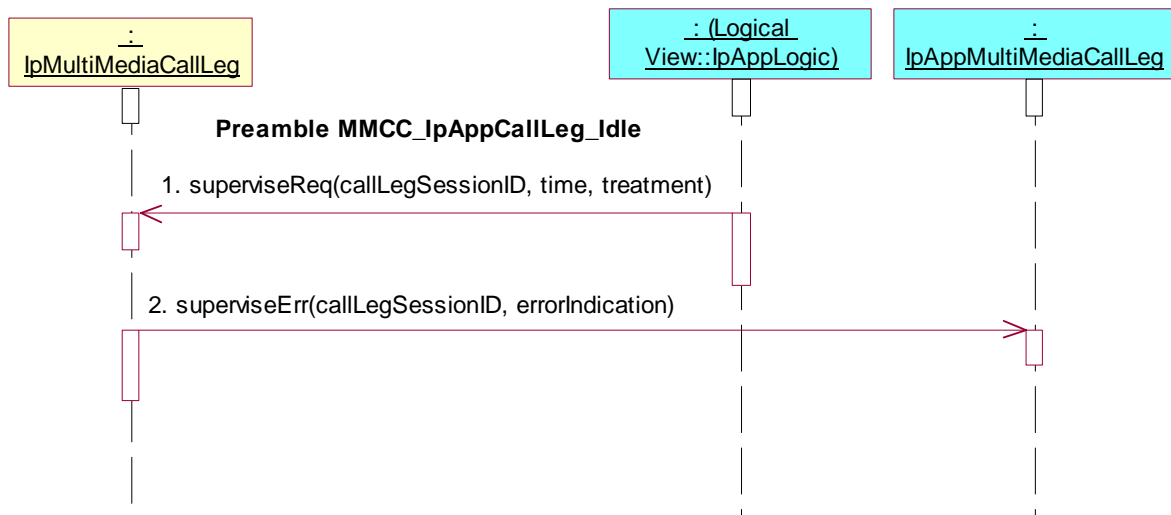 :
IpMultiMediaCallLeg
: (Logical
View::IpAppLogic)
:
IpAppMultiMediaCallLeg
Preamble MMCC_IpAppCallLeg_Idle
1. superviseReq(callLegSessionID, time, treatment)
2. superviseErr(callLegSessionID, errorIndication)